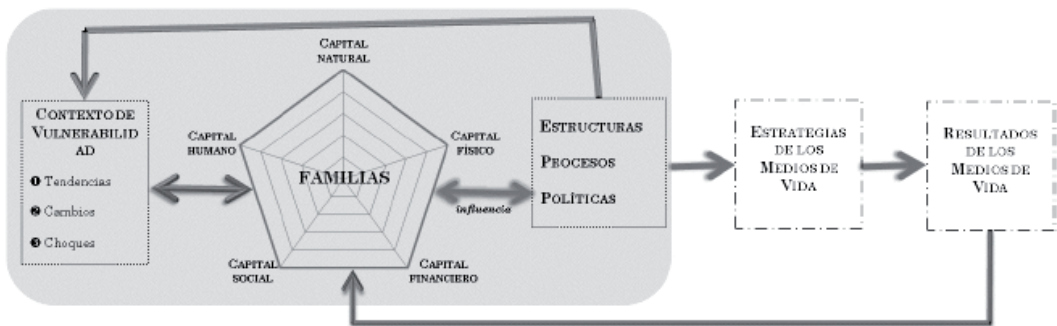 CONTEXTO DE
VULNERABILID
AD
❶ Tendencias
❷ Cambios
❸ Choques
CAPITAL
NATURAL
CAPITAL
HUMANO
CAPITAL
FÍSICO
FAMILIAS
CAPITAL
SOCIAL
CAPITAL
FINANCIERO
influencia
ESTRUCTURAS
PROCESOS
POLÍTICAS
ESTRATEGIAS
DE LOS
MEDIOS DE
VIDA
RESULTADOS
DE LOS
MEDIOS DE
VIDA